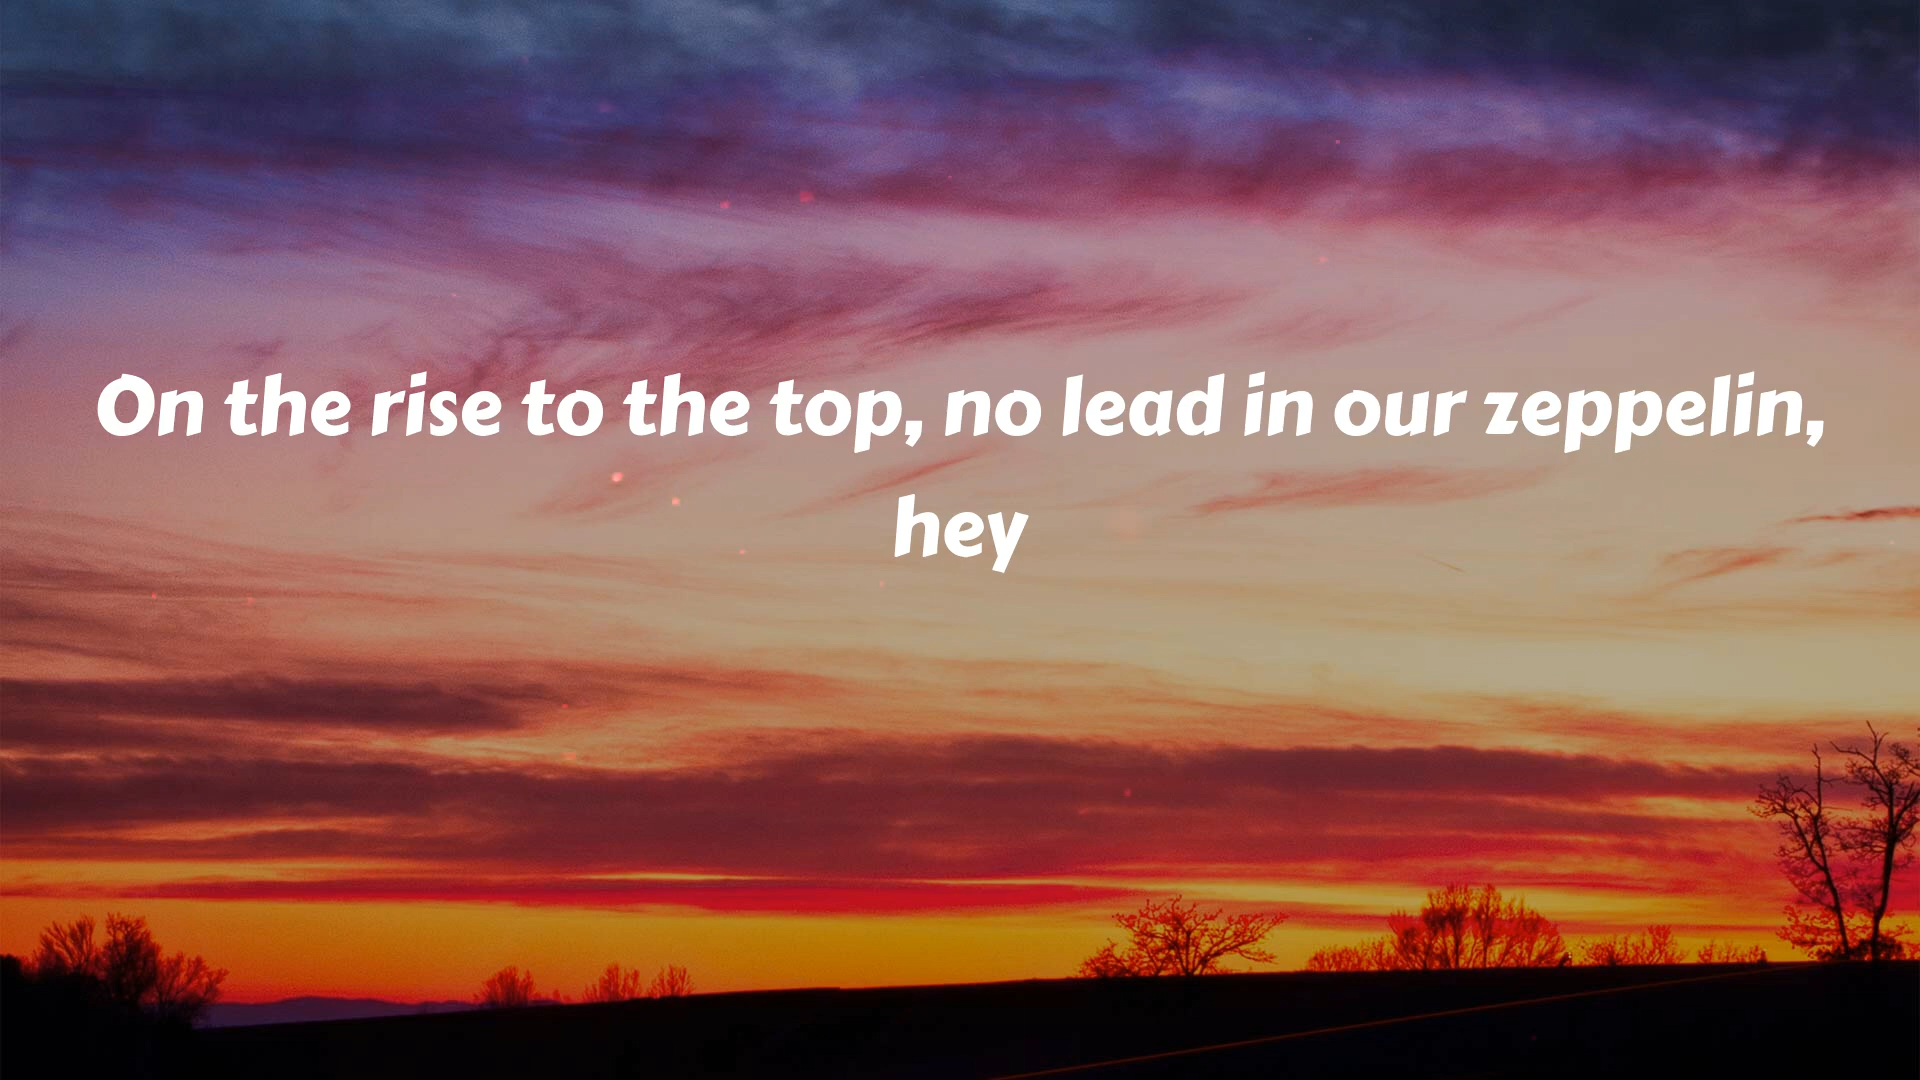 On the rise to the top, no lead in our zeppelin,
hey